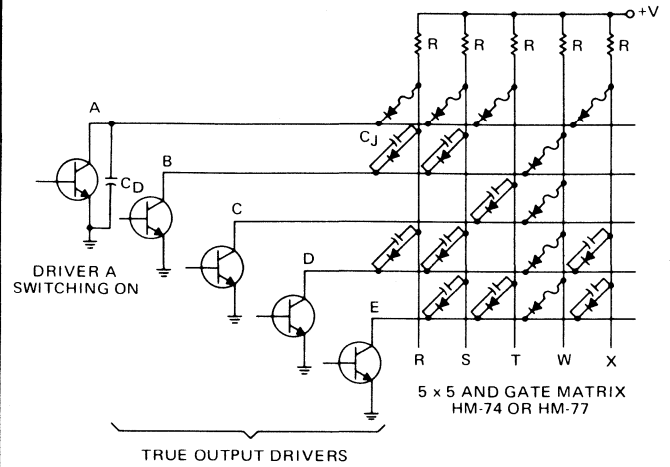 +V
R R R R R
A
CJ
B
CD
C
D
DRIVER A
SWITCHING ON
E
R S T W X
5 x 5 AND GATE MATRIX
HM-74 OR HM-77
TRUE OUTPUT DRIVERS